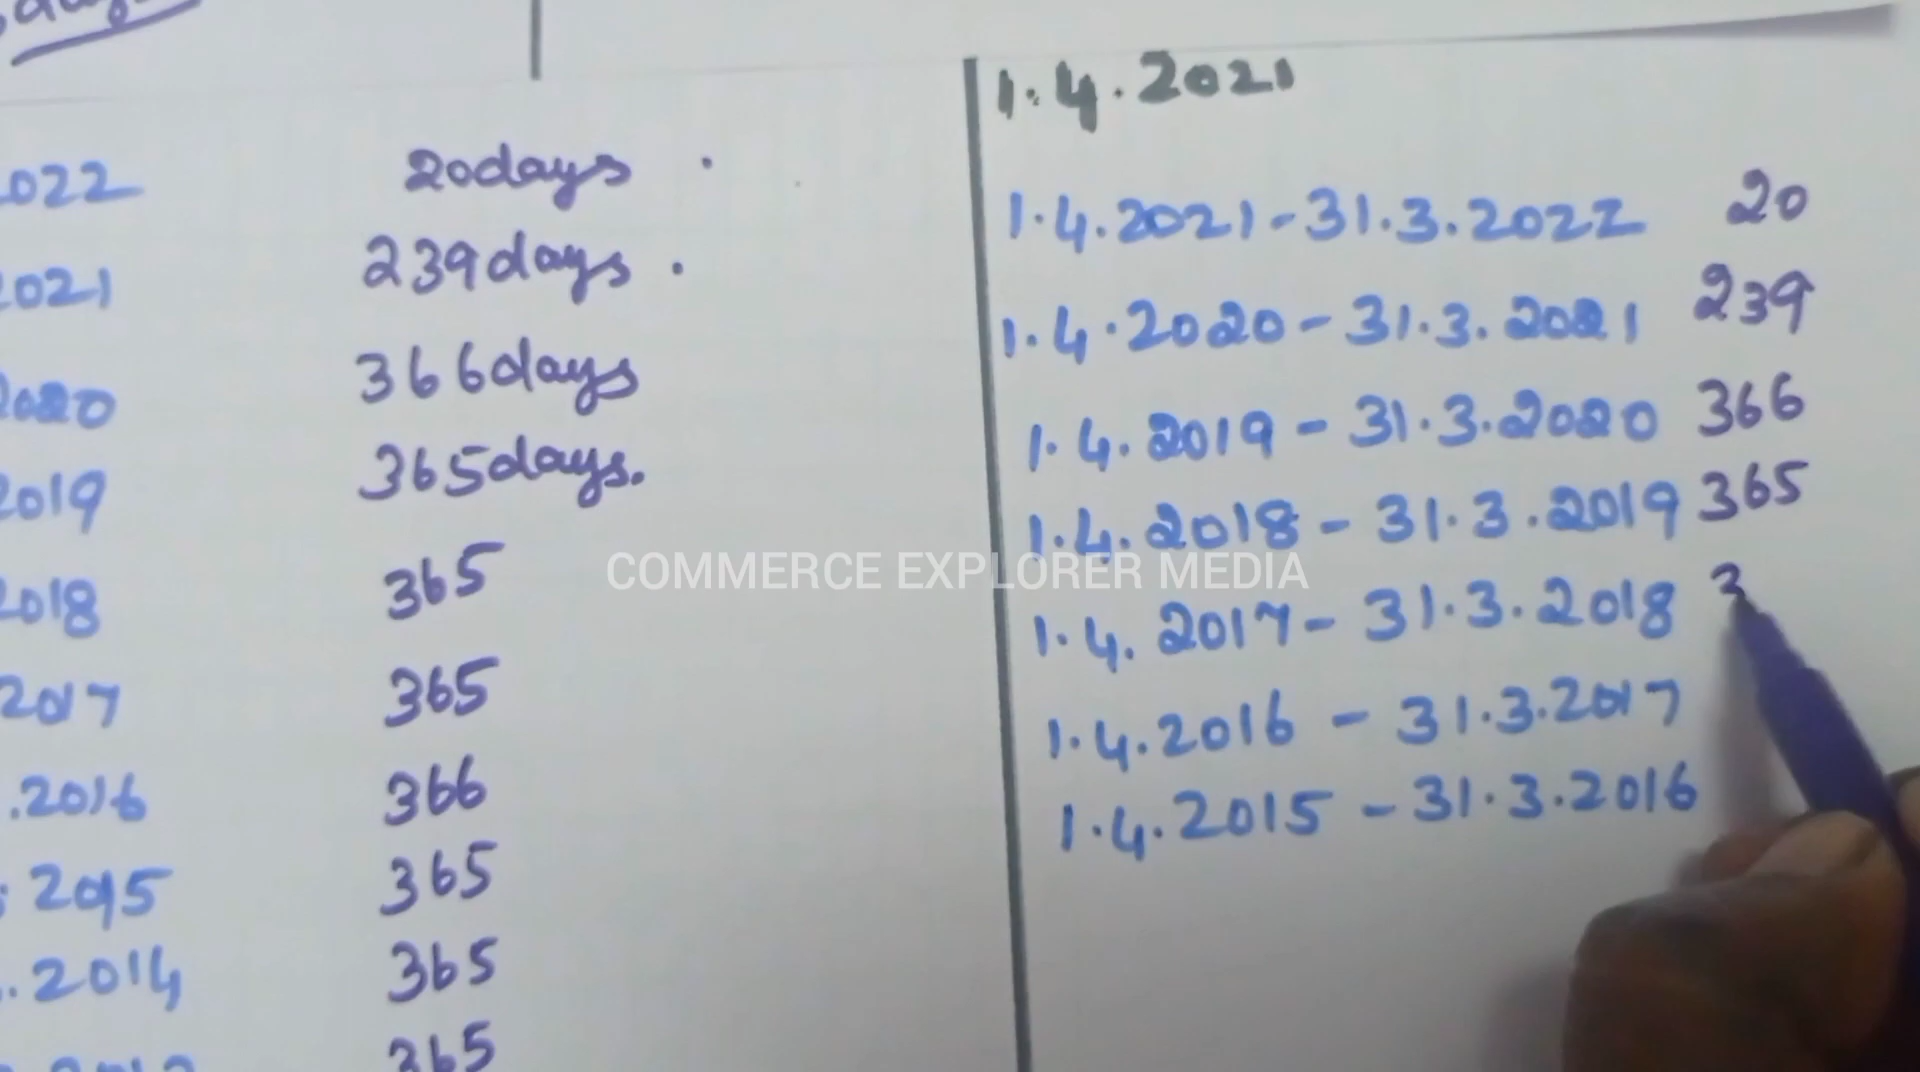 1.4.2021
2022 20days .
1.4.2021-31.3.2022 20
2021 239days .
1.4.2020-31.3.2021 239
2020 366days
1.4.2019-31.3.2020 366
2019 365days.
1.4.2018-31.3.2019 365
COMMERCE EXPLORER MEDIA
2018 365
1.4.2017-31.3.2018 3
2017 365
1.4.2016-31.3.2017
.2016 366
1.4.2015-31.3.2016
2015 365
.2014 365
365